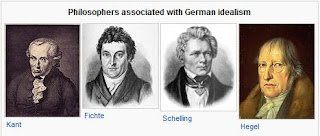 Philosophers associated with German idealism
Kant
Fichte
Schelling
Hegel